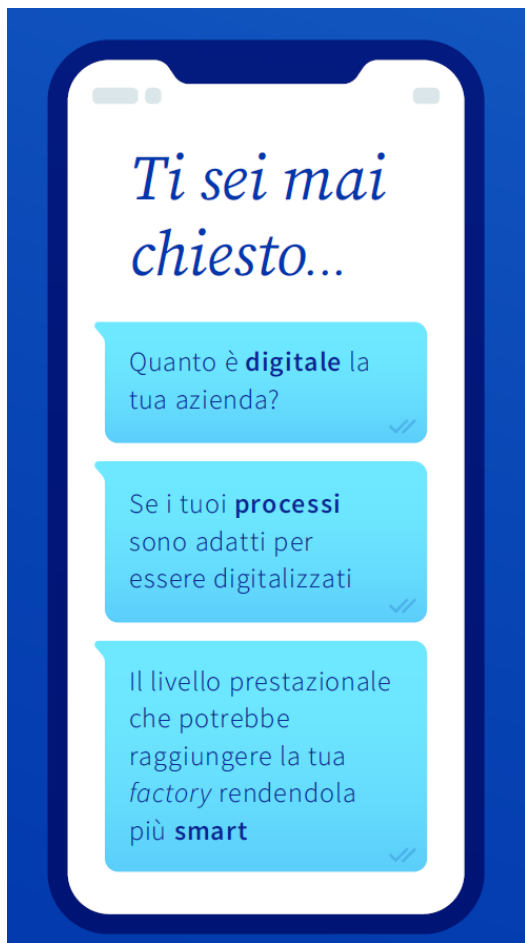 Ti sei mai
chiesto...
Quanto è digitale la
tua azienda?
Se i tuoi processi
sono adatti per
essere digitalizzati
Il livello prestazionale
che potrebbe
raggiungere la tua
factory rendendola
più smart